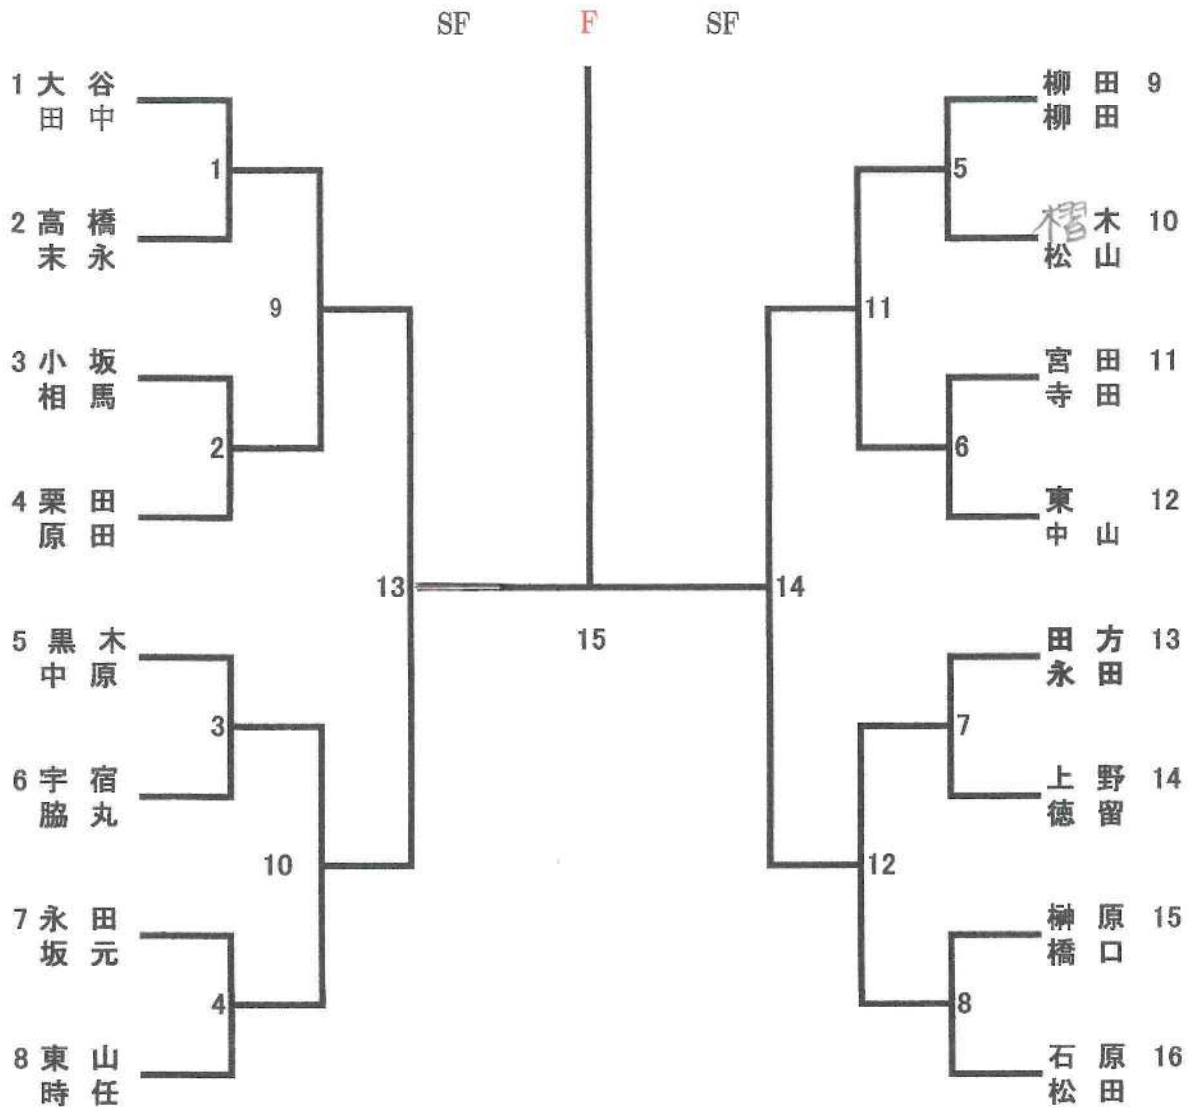 SF F SF
1 大 谷
田 中
1
2 高 橋
末 永
9
3 小 坂
相 馬
2
4 栗 田
原 田
13
5 黒 木
中 原
3
6 宇 宿
脇 丸
10
7 永 田
坂 元
4
8 東 山
時 任
15
柳 田 9
柳 田
5
木 10
松 山
11
宮 田 11
寺 田
6
東 12
中 山
14
田 方 13
永 田
7
上 野 14
徳 留
12
榊 原 15
橋 口
8
石 原 16
松 田